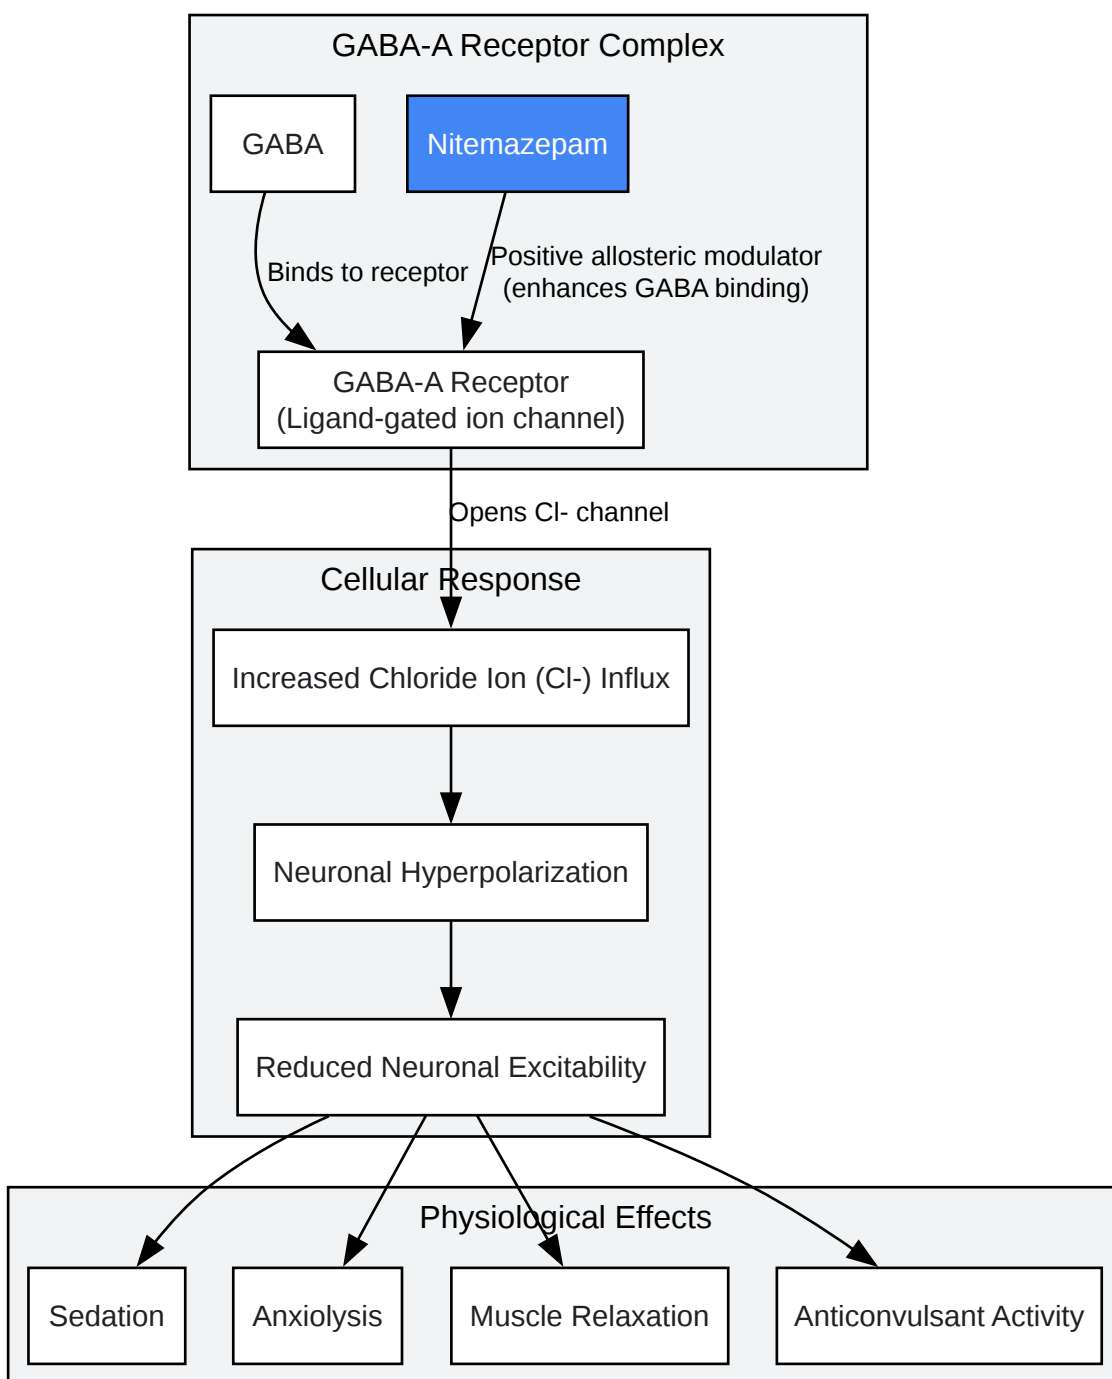 GABA-A Receptor Complex
GABA
Nitemazepam
Binds to receptor
Positive allosteric modulator
(enhances GABA binding)
GABA-A Receptor
(Ligand-gated ion channel)
Opens Cl- channel
Cellular Response
Increased Chloride Ion (Cl-) Influx
Neuronal Hyperpolarization
Reduced Neuronal Excitability
Physiological Effects
Sedation
Anxiolysis
Muscle Relaxation
Anticonvulsant Activity